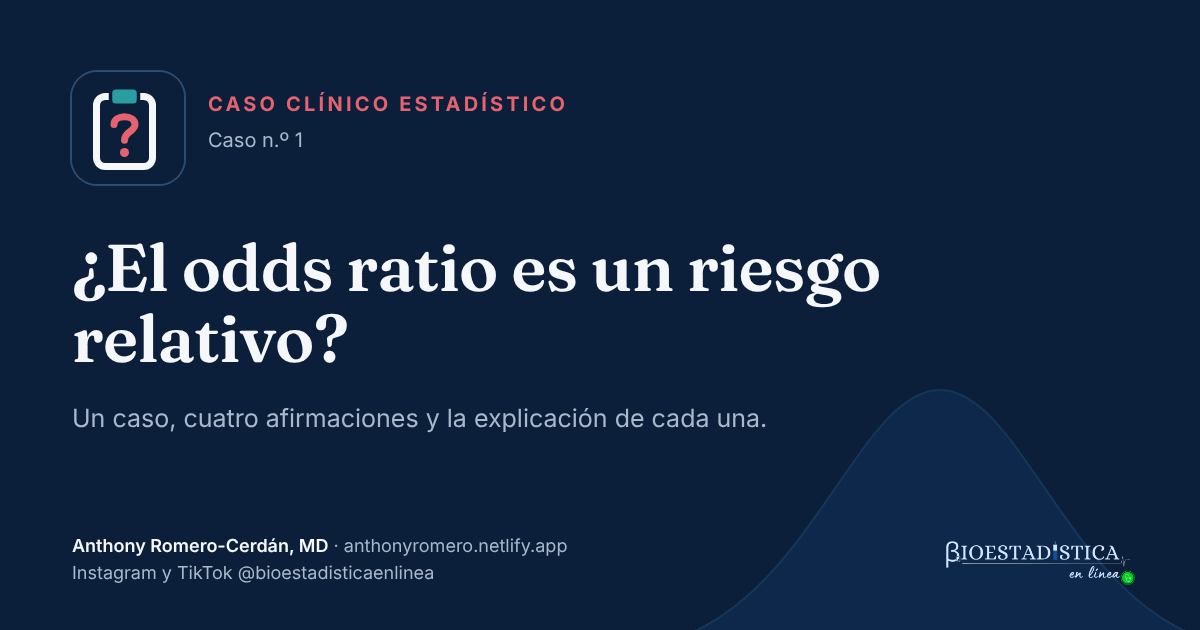 CASO CLÍNICO ESTADÍSTICO
Caso n.º 1
¿El odds ratio es un riesgo
relativo?
Un caso, cuatro afirmaciones y la explicación de cada una.
Anthony Romero-Cerdán, MD · anthonyromero.netlify.app
Instagram y TikTok @bioestadisticaenlinea
βIOESTADÍSTICA
en línea